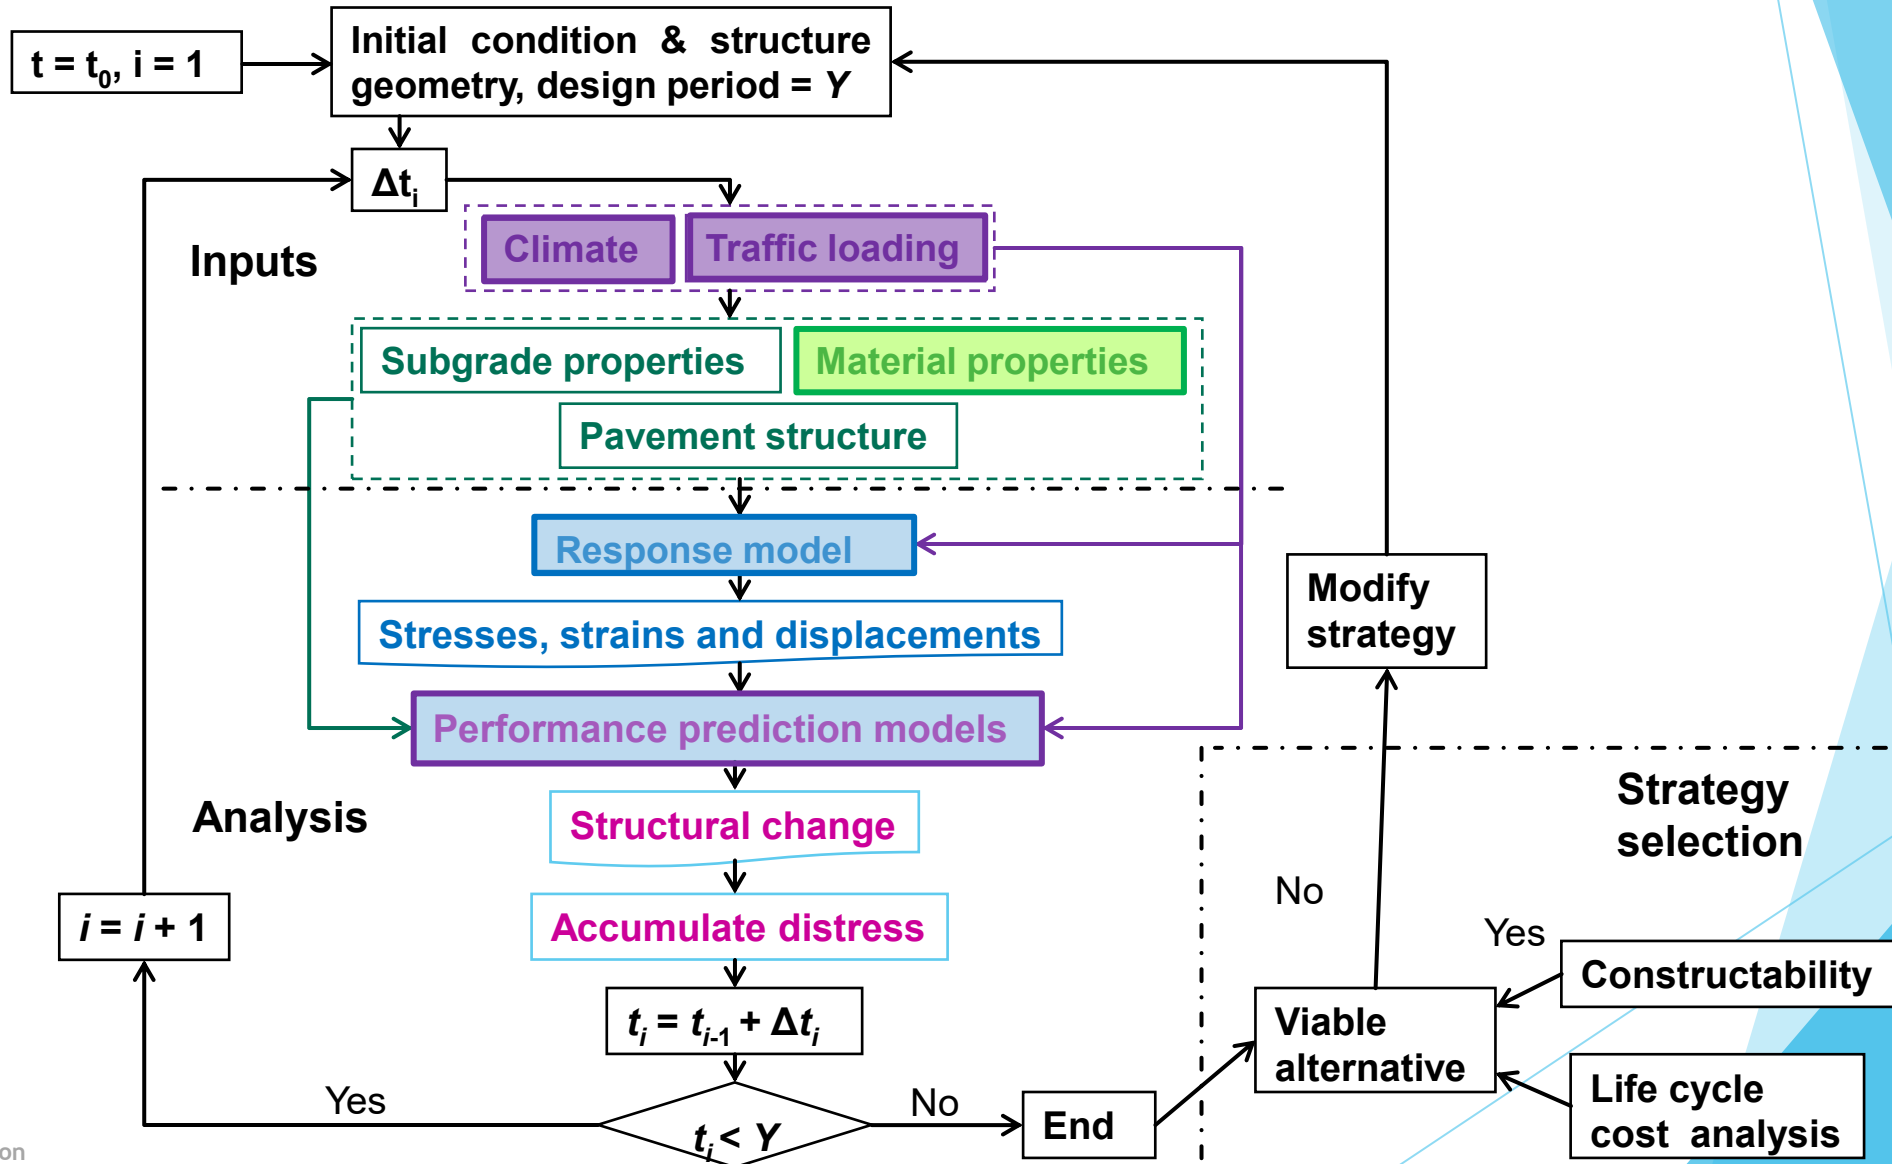 t = t0, i = 1
Initial condition & structure
geometry, design period = Y
Δti
Inputs
Climate
Traffic loading
Subgrade properties
Material properties
Pavement structure
Response model
Stresses, strains and displacements
Performance prediction models
Analysis
Structural change
Accumulate distress
i = i + 1
ti = ti-1 + Δti
Yes
ti < Y
No
End
Modify
strategy
Strategy
selection
No
Yes
Constructability
Viable
alternative
Life cycle
cost analysis
on